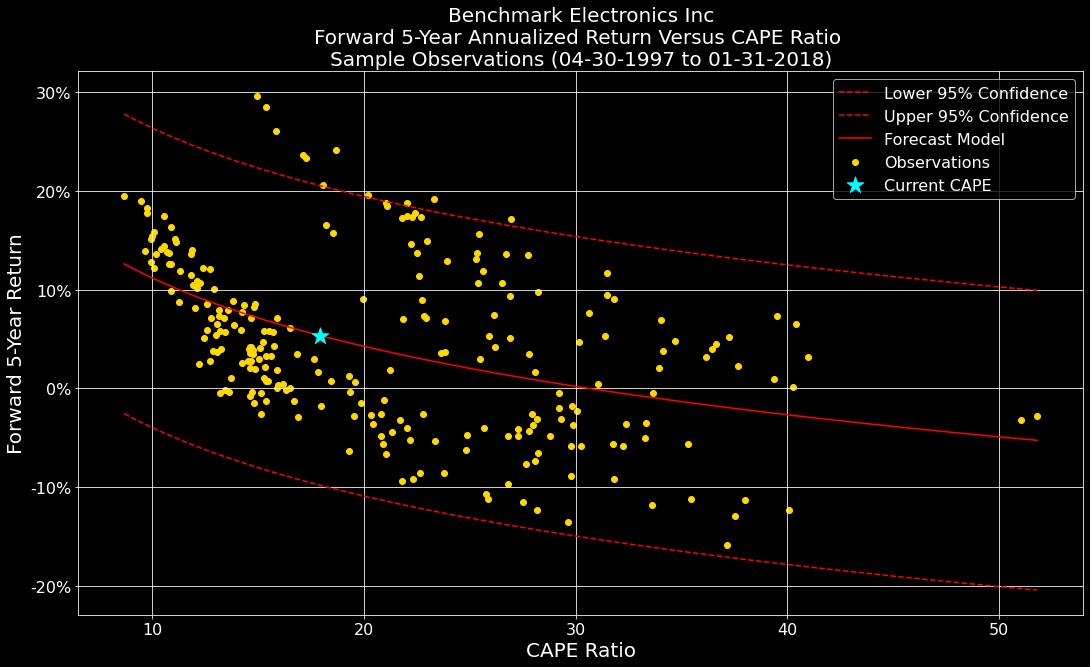 Benchmark Electronics Inc
Forward 5-Year Annualized Return Versus CAPE Ratio
Sample Observations (04-30-1997 to 01-31-2018)
Lower 95% Confidence
Upper 95% Confidence
Forecast Model
Observations
Current CAPE
Forward 5-Year Return
30%
20%
10%
0%
-10%
-20%
10
20
30
40
50
CAPE Ratio